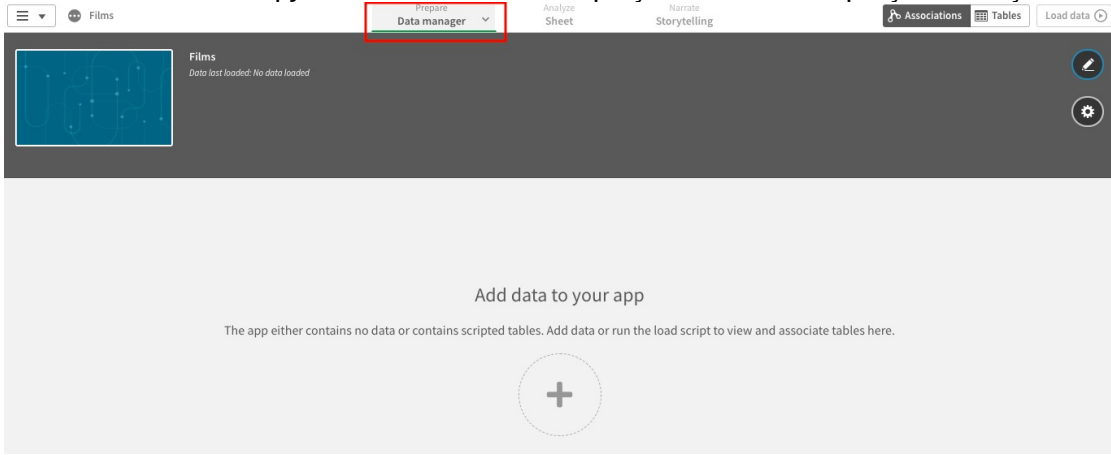 Films
Prepare
Data manager
Analyze
Sheet
Narrate
Storytelling
Associations
Tables
Load data
Films
Data last loaded: No data loaded
Add data to your app
The app either contains no data or contains scripted tables. Add data or run the load script to view and associate tables here.